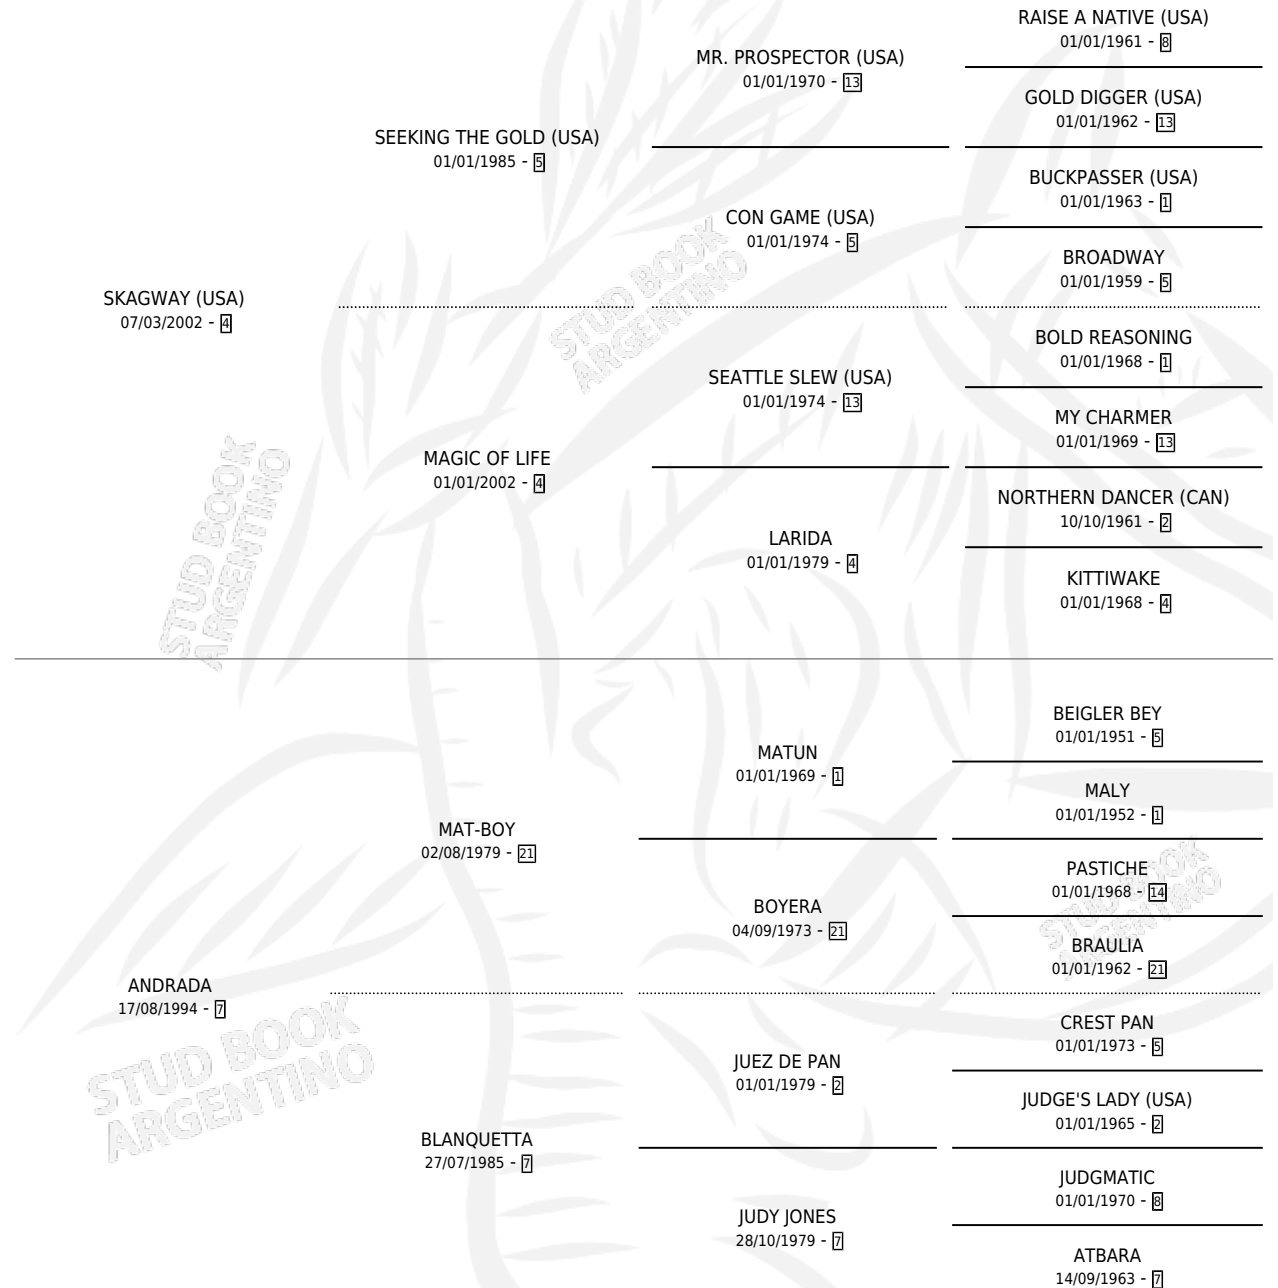 RAISE A NATIVE (USA)
01/01/1961 - 8
MR. PROSPECTOR (USA)
01/01/1970 - 13
GOLD DIGGER (USA)
01/01/1962 - 13
SEEKING THE GOLD (USA)
01/01/1985 - 5
BUCKPASSER (USA)
01/01/1963 - 1
CON GAME (USA)
01/01/1974 - 5
BROADWAY
01/01/1959 - 5
SKAGWAY (USA)
07/03/2002 - 4
BOLD REASONING
01/01/1968 - 1
SEATTLE SLEW (USA)
01/01/1974 - 13
MY CHARMER
01/01/1969 - 13
MAGIC OF LIFE
01/01/2002 - 4
NORTHERN DANCER (CAN)
10/10/1961 - 2
LARIDA
01/01/1979 - 4
KITTIWAKE
01/01/1968 - 4
BEIGLER BEY
01/01/1951 - 5
MATUN
01/01/1969 - 1
MALY
01/01/1952 - 1
MAT-BOY
02/08/1979 - 21
PASTICHE
01/01/1968 - 14
BOYERA
04/09/1973 - 21
BRAULIA
01/01/1962 - 21
ANDRADA
17/08/1994 - 7
CREST PAN
01/01/1973 - 5
JUEZ DE PAN
01/01/1979 - 2
JUDGE'S LADY (USA)
01/01/1965 - 2
BLANQUETTA
27/07/1985 - 7
JUDGMATIC
01/01/1970 - 8
JUDY JONES
28/10/1979 - 7
ATBARA
14/09/1963 - 7
STUD BOOK
ARGENTINO
STUD BOOK
ARGENTINO
STUD BOOK
ARGENTINO
STUD BOOK
ARGENTINO